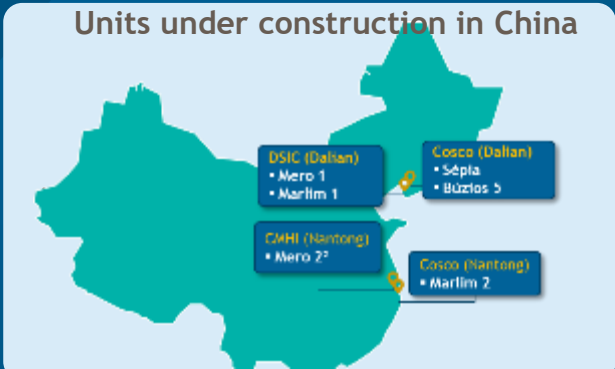 Units under construction in China
DSIC (Dalian)
• Mero 1
• Marlim 1
Cosco (Dalian)
• Sépia
• Búzios 5
CMHI (Nantong)
• Mero 2²
Cosco (Nantong)
• Marlim 2